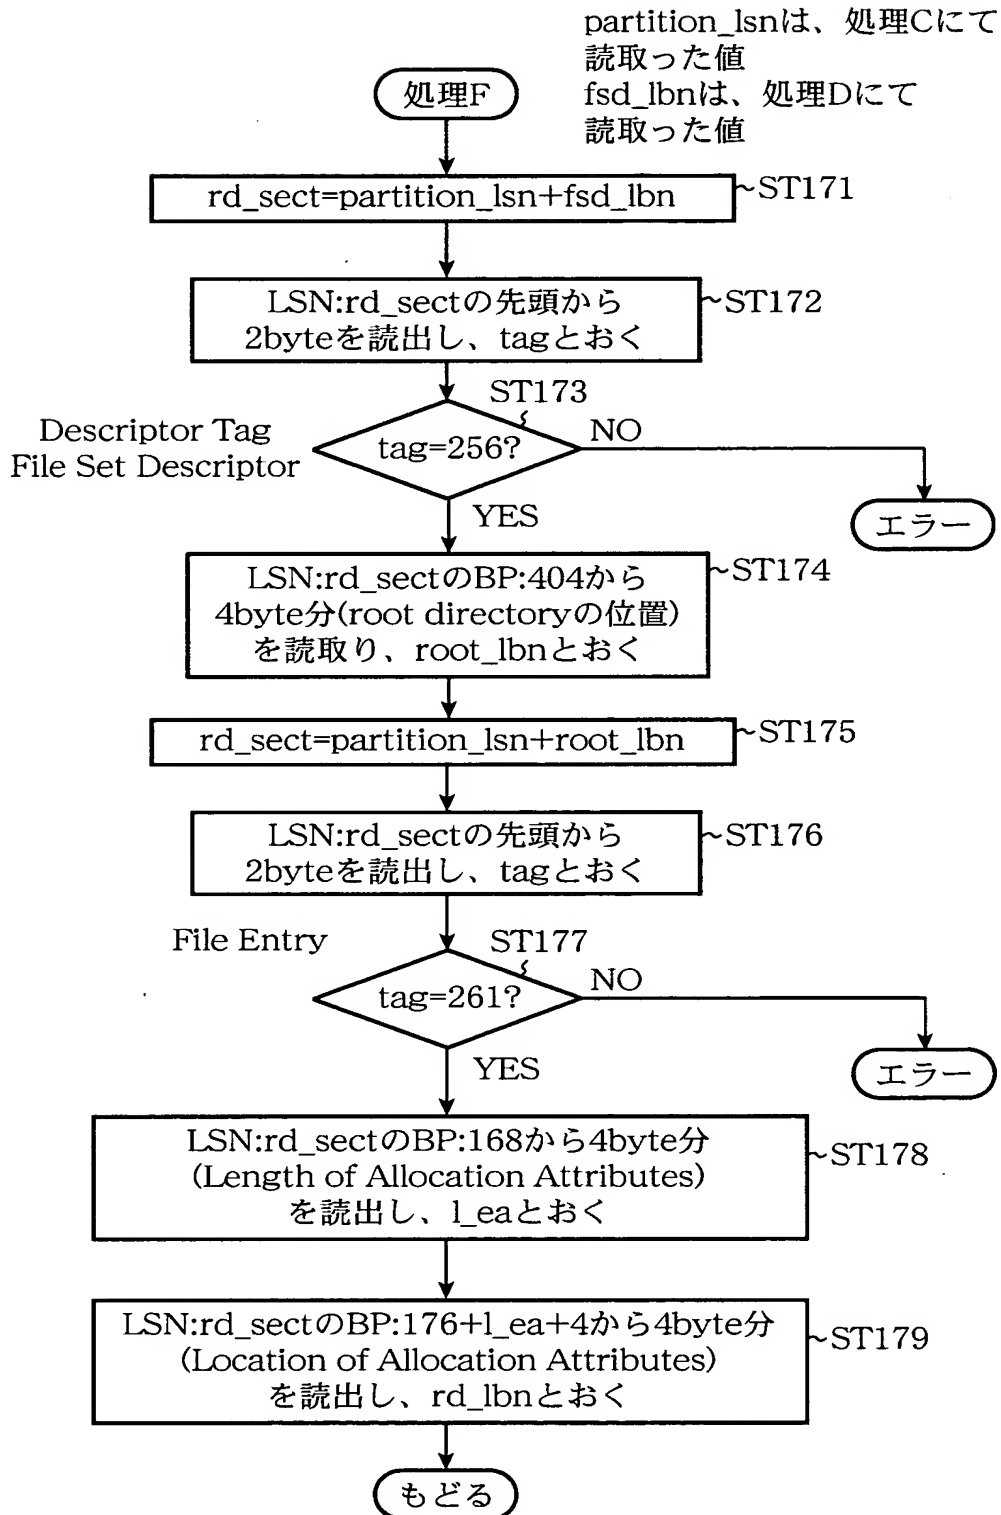 partition_lsnは、処理Cにて
読取った値
fsd_lbnは、処理Dにて
読取った値
処理F
rd_sect=partition_lsn+fsd_lbn
~ST171
LSN:rd_sectの先頭から
2byteを読出し、tagとおく
~ST172
ST173
Descriptor Tag
File Set Descriptor
tag=256?
NO
エラー
YES
LSN:rd_sectのBP:404から
4byte分(root directoryの位置)
を読取り、root_lbnとおく
~ST174
rd_sect=partition_lsn+root_lbn
~ST175
LSN:rd_sectの先頭から
2byteを読出し、tagとおく
~ST176
File Entry
ST177
tag=261?
NO
エラー
YES
LSN:rd_sectのBP:168から4byte分
(Length of Allocation Attributes)
を読出し、l_eaとおく
~ST178
LSN:rd_sectのBP:176+l_ea+4から4byte分
(Location of Allocation Attributes)
を読出し、rd_lbnとおく
~ST179
もどる